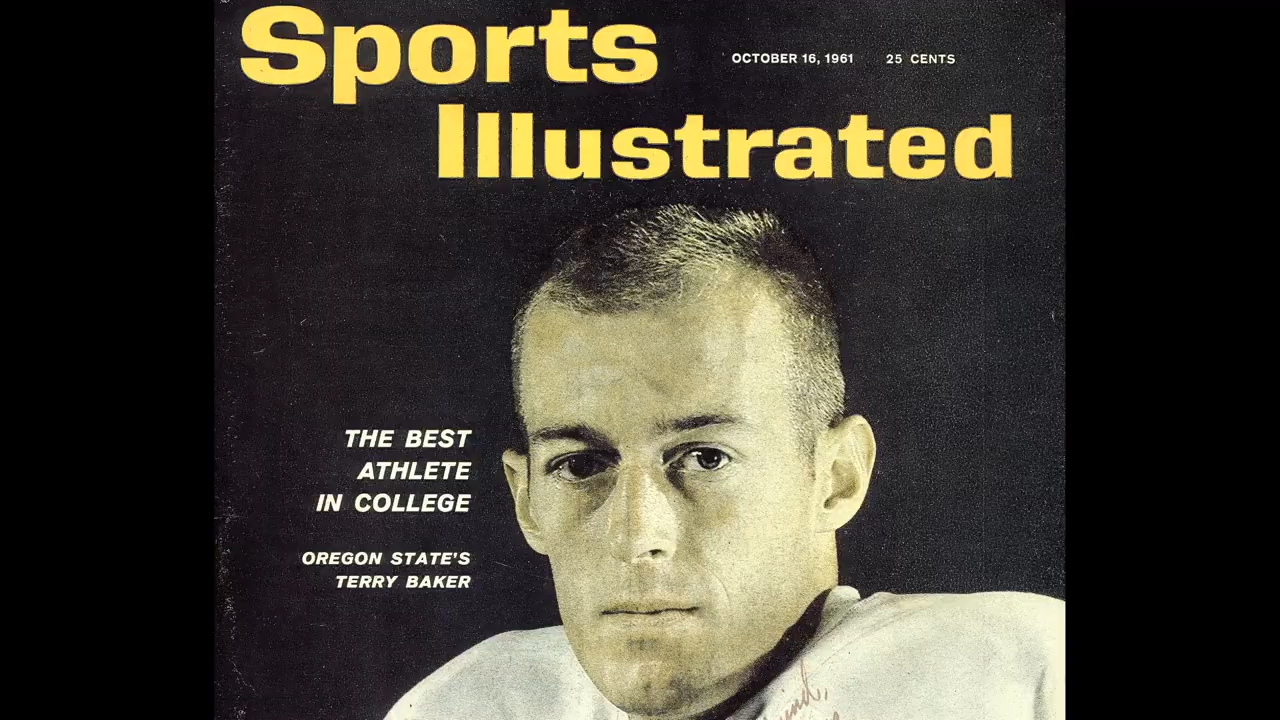 Sports
OCTOBER 16, 1961 25 CENTS
Illustrated
THE BEST
ATHLETE
IN COLLEGE
OREGON STATE'S
TERRY BAKER